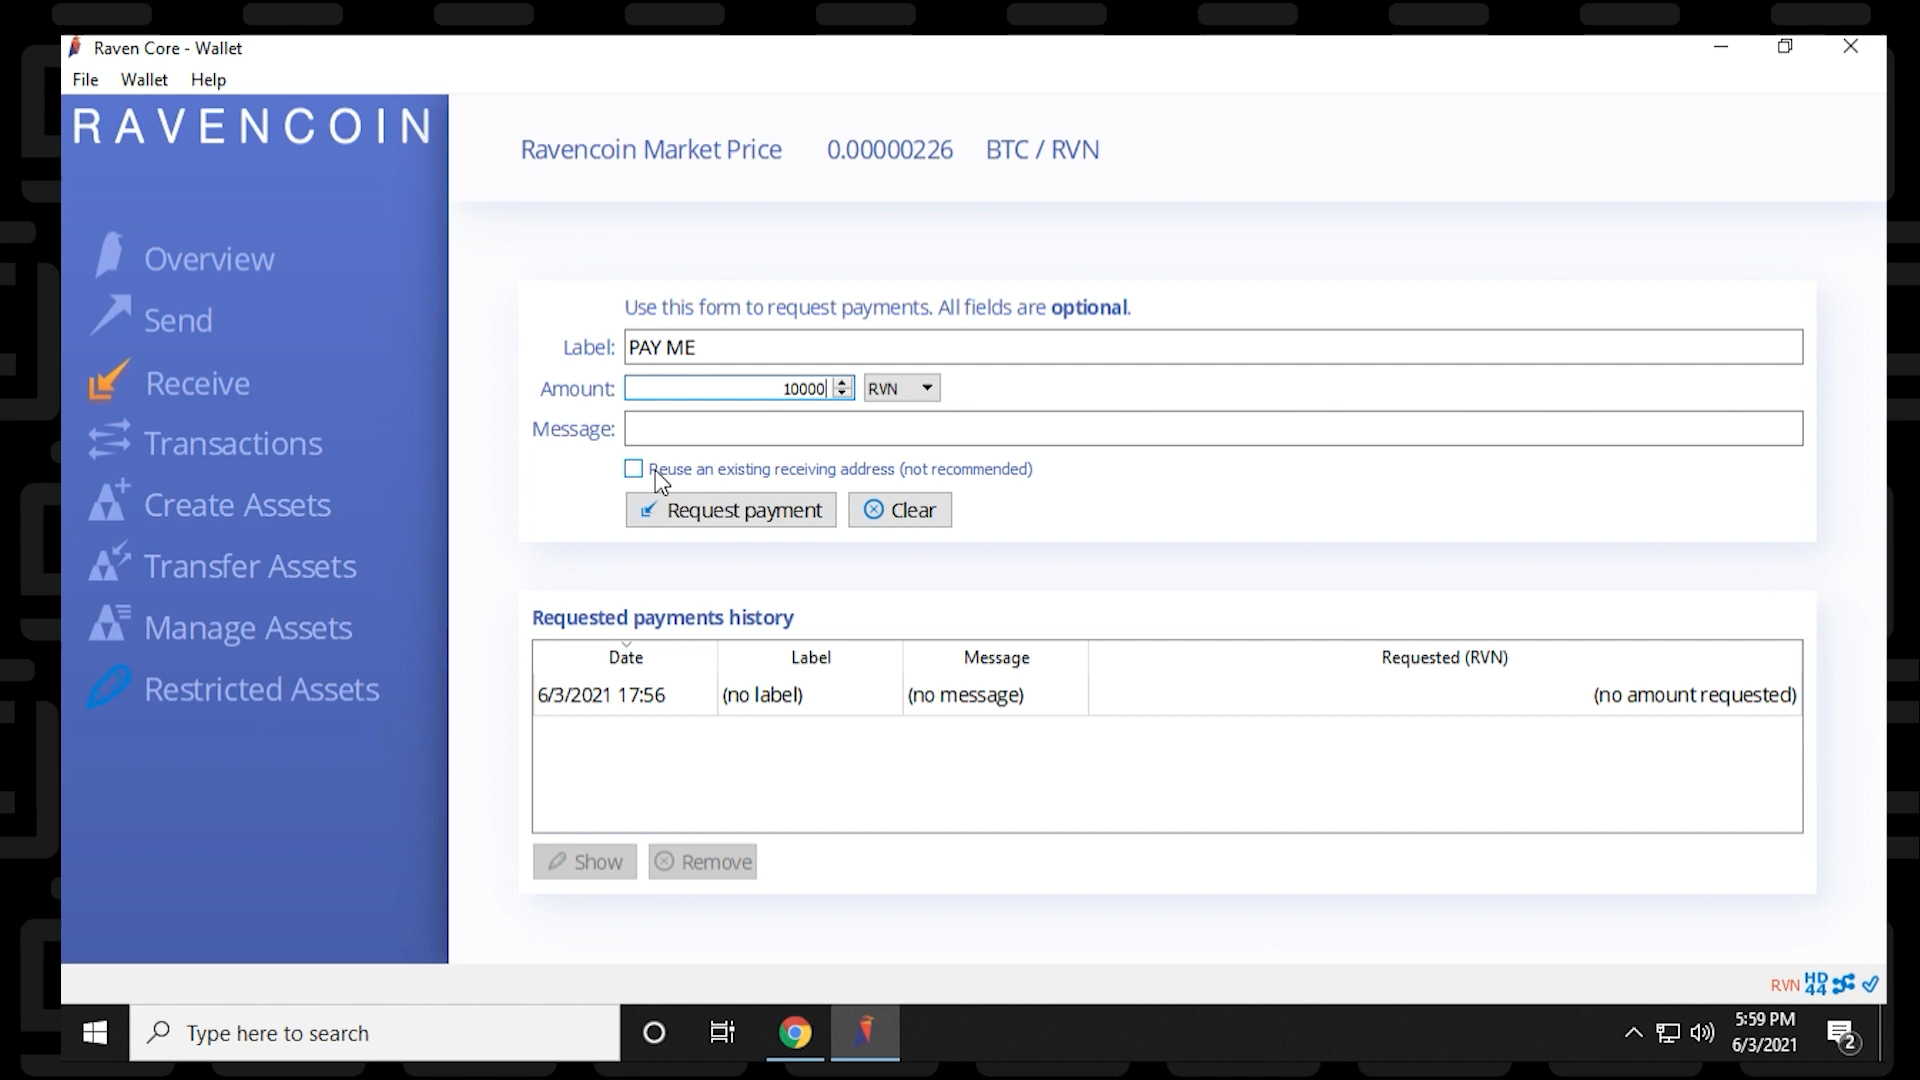 Raven Core - Wallet
File Wallet Help
RAVENCOIN
Ravencoin Market Price 0.00000226 BTC / RVN
Overview
Send
Receive
Transactions
Create Assets
Transfer Assets
Manage Assets
Restricted Assets
Use this form to request payments. All fields are optional.
Label: PAY ME
Amount: 10000 RVN
Message:
Reuse an existing receiving address (not recommended)
Request payment Clear
Requested payments history
Date Label Message Requested (RVN)
6/3/2021 17:56 (no label) (no message) (no amount requested)
Show Remove
RVN HD 44
Type here to search
5:59 PM
6/3/2021
2